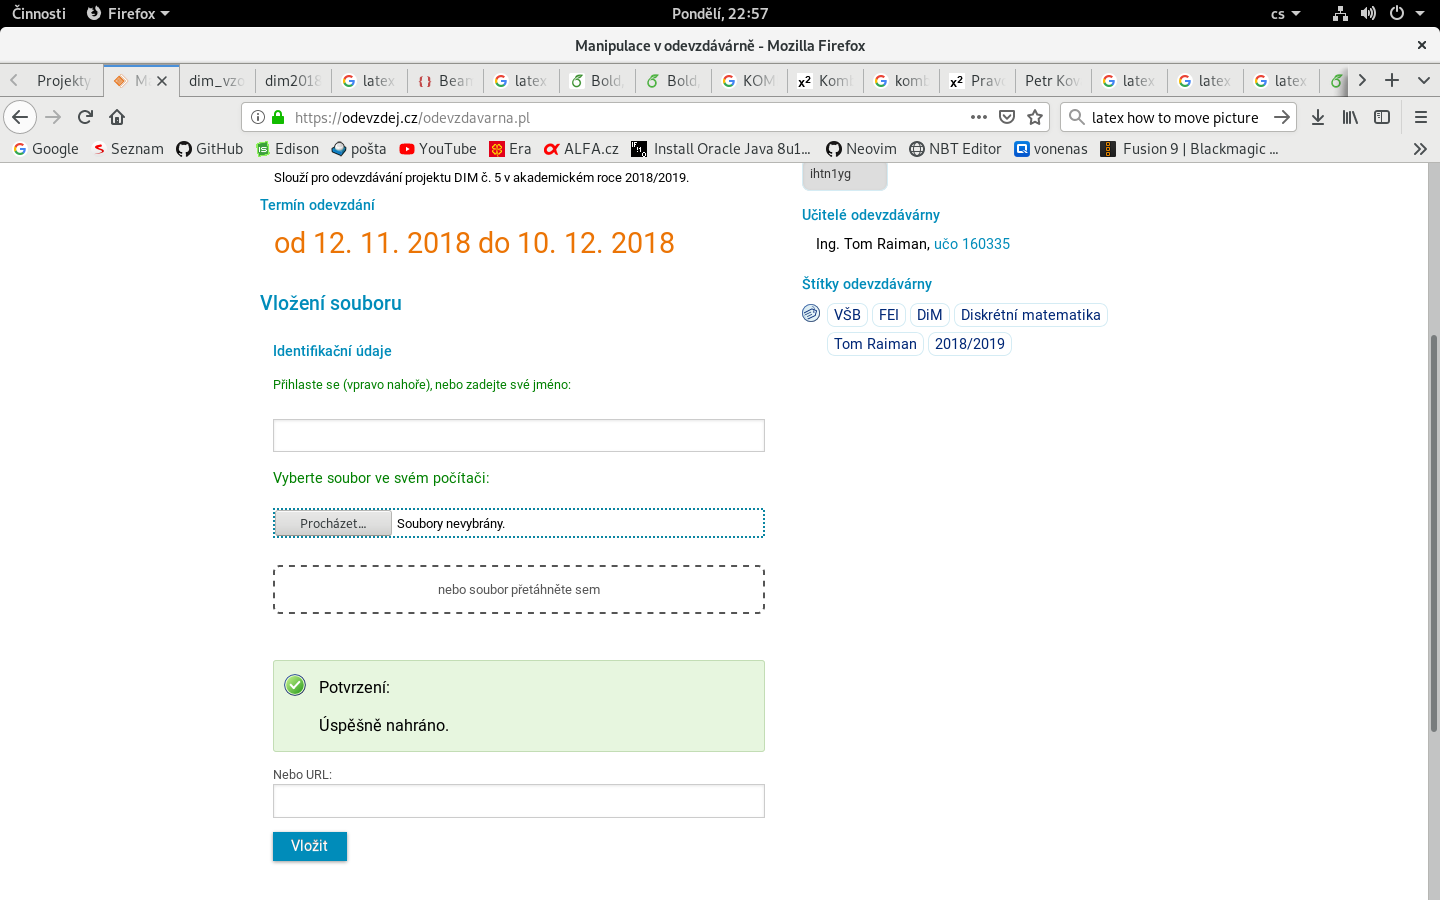 Činnosti Firefox Pondělí, 22:57 cs
Manipulace v odevzdávárně - Mozilla Firefox
Projekty M dim_vzo dim2018 latex Bean latex Bold, Bold, KOM Komb komb Prav Petr Kov latex latex latex
https://odevzdej.cz/odevzdavarna.pl latex how to move picture
Google Seznam GitHub Edison pošta YouTube Era ALFA.cz Install Oracle Java 8u1… Neovim NBT Editor vonenas Fusion 9 | Blackmagic …
Slouží pro odevzdávání projektu DIM č. 5 v akademickém roce 2018/2019.
Termín odevzdání
od 12. 11. 2018 do 10. 12. 2018
Vložení souboru
Identifikační údaje
Přihlaste se (vpravo nahoře), nebo zadejte své jméno:
Vyberte soubor ve svém počítači:
Procházet… Soubory nevybrány.
nebo soubor přetáhněte sem
Potvrzení:
Úspěšně nahráno.
Nebo URL:
Vložit
ihtn1yg
Učitelé odevzdávárny
Ing. Tom Raiman, učo 160335
Štítky odevzdávárny
VŠB FEI DiM Diskrétní matematika
Tom Raiman 2018/2019